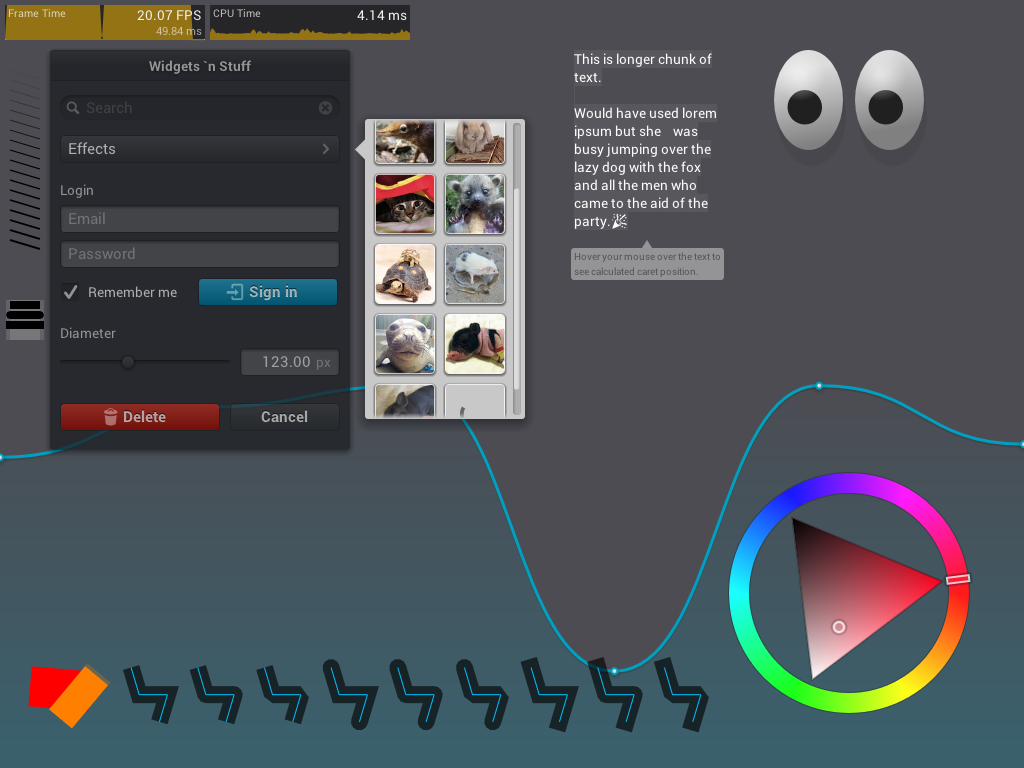 Frame Time
20.07 FPS
49.84 ms
CPU Time
4.14 ms
Widgets `n Stuff
Search
Effects
Login
Email
Password
Remember me
Sign in
Diameter
123.00 px
Delete
Cancel
This is longer chunk of
text.
Would have used lorem
ipsum but she   was
busy jumping over the
lazy dog with the fox
and all the men who
came to the aid of the
party.🎉
Hover your mouse over the text to
see calculated caret position.